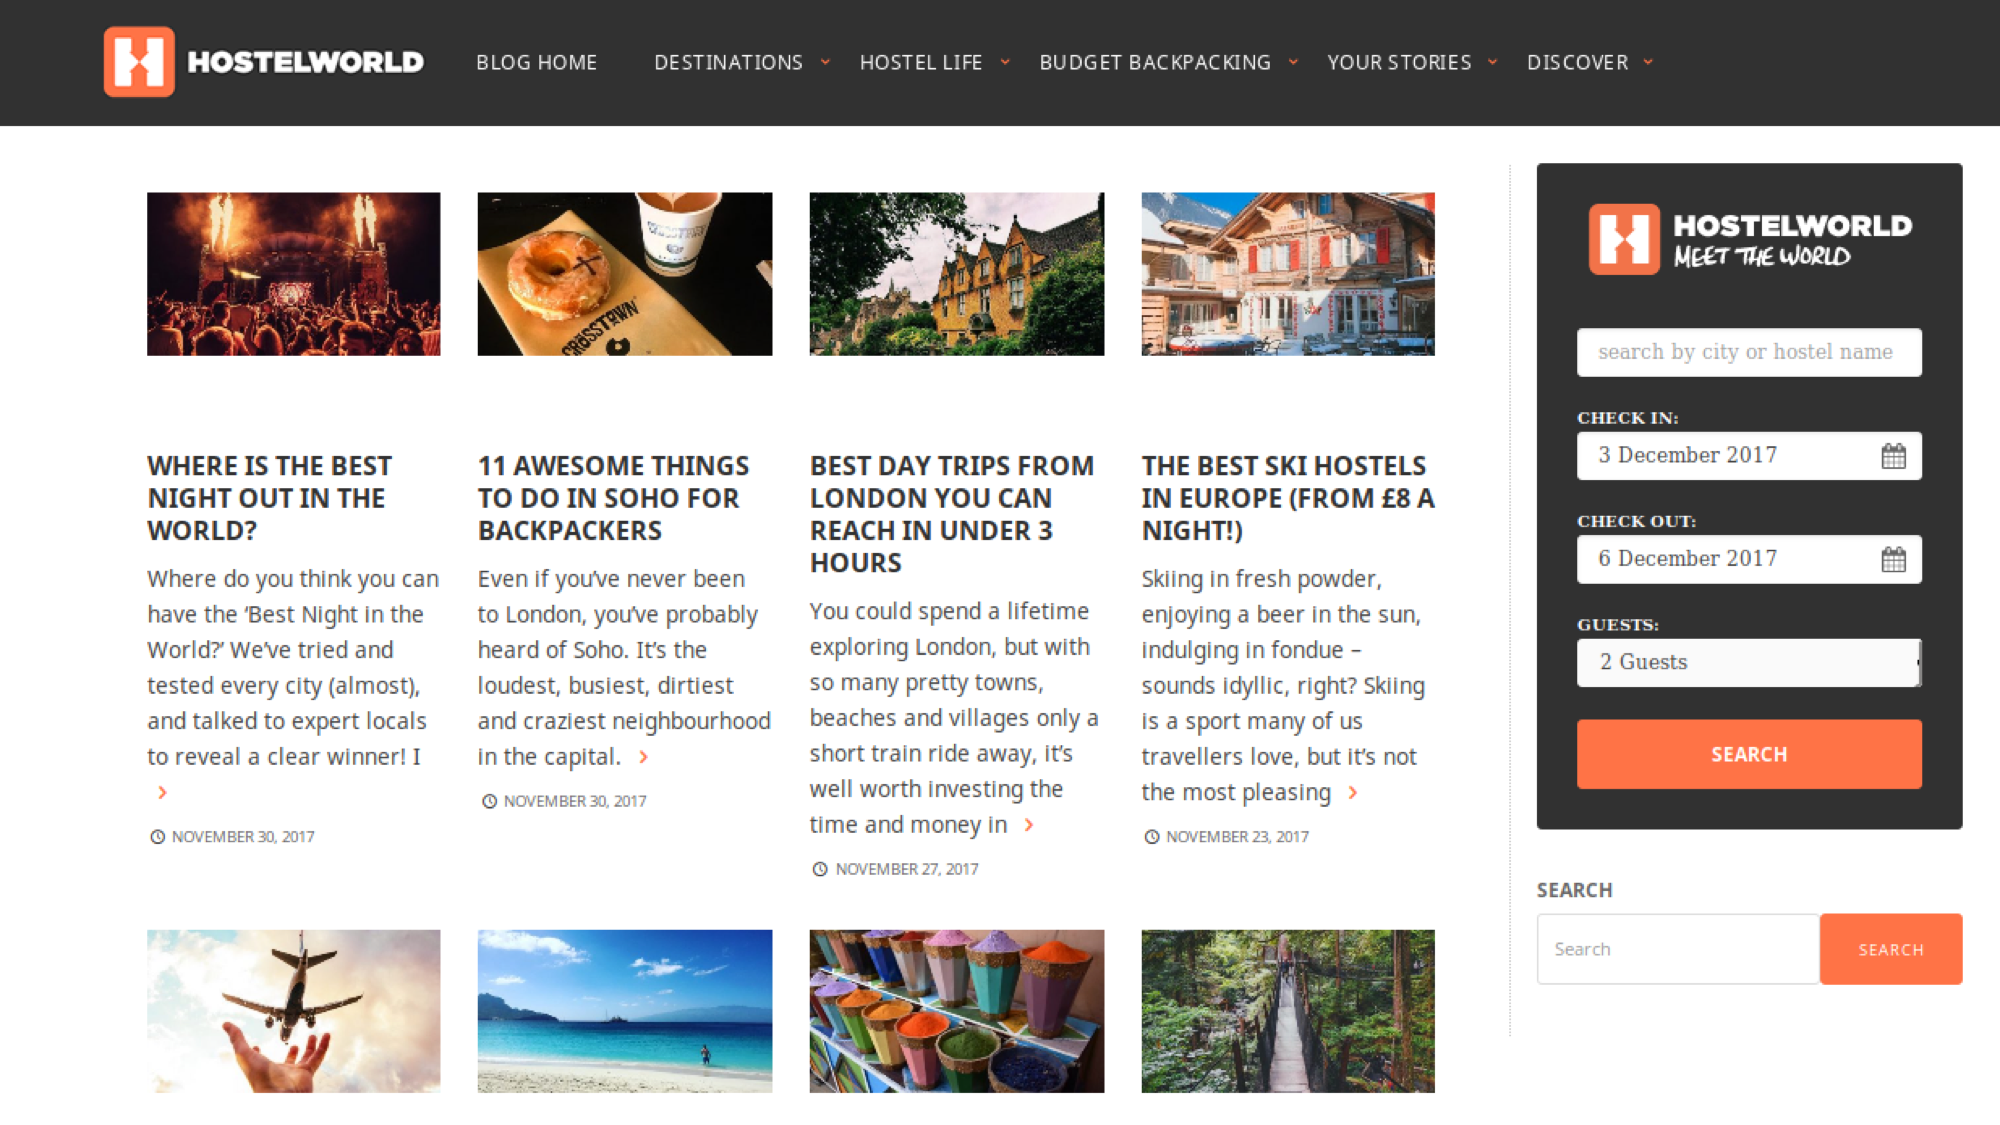 HOSTELWORLD
BLOG HOME
DESTINATIONS
HOSTEL LIFE
BUDGET BACKPACKING
YOUR STORIES
DISCOVER
CROSSTOWN
WHERE IS THE BEST
NIGHT OUT IN THE
WORLD?
Where do you think you can
have the ‘Best Night in the
World?’ We’ve tried and
tested every city (almost),
and talked to expert locals
to reveal a clear winner! I
NOVEMBER 30, 2017
11 AWESOME THINGS
TO DO IN SOHO FOR
BACKPACKERS
Even if you’ve never been
to London, you’ve probably
heard of Soho. It’s the
loudest, busiest, dirtiest
and craziest neighbourhood
in the capital.
NOVEMBER 30, 2017
BEST DAY TRIPS FROM
LONDON YOU CAN
REACH IN UNDER 3
HOURS
You could spend a lifetime
exploring London, but with
so many pretty towns,
beaches and villages only a
short train ride away, it’s
well worth investing the
time and money in
NOVEMBER 27, 2017
THE BEST SKI HOSTELS
IN EUROPE (FROM £8 A
NIGHT!)
Skiing in fresh powder,
enjoying a beer in the sun,
indulging in fondue –
sounds idyllic, right? Skiing
is a sport many of us
travellers love, but it’s not
the most pleasing
NOVEMBER 23, 2017
HOSTELWORLD
MEET THE WORLD
search by city or hostel name
CHECK IN:
3 December 2017
CHECK OUT:
6 December 2017
GUESTS:
2 Guests
SEARCH
SEARCH
Search
SEARCH